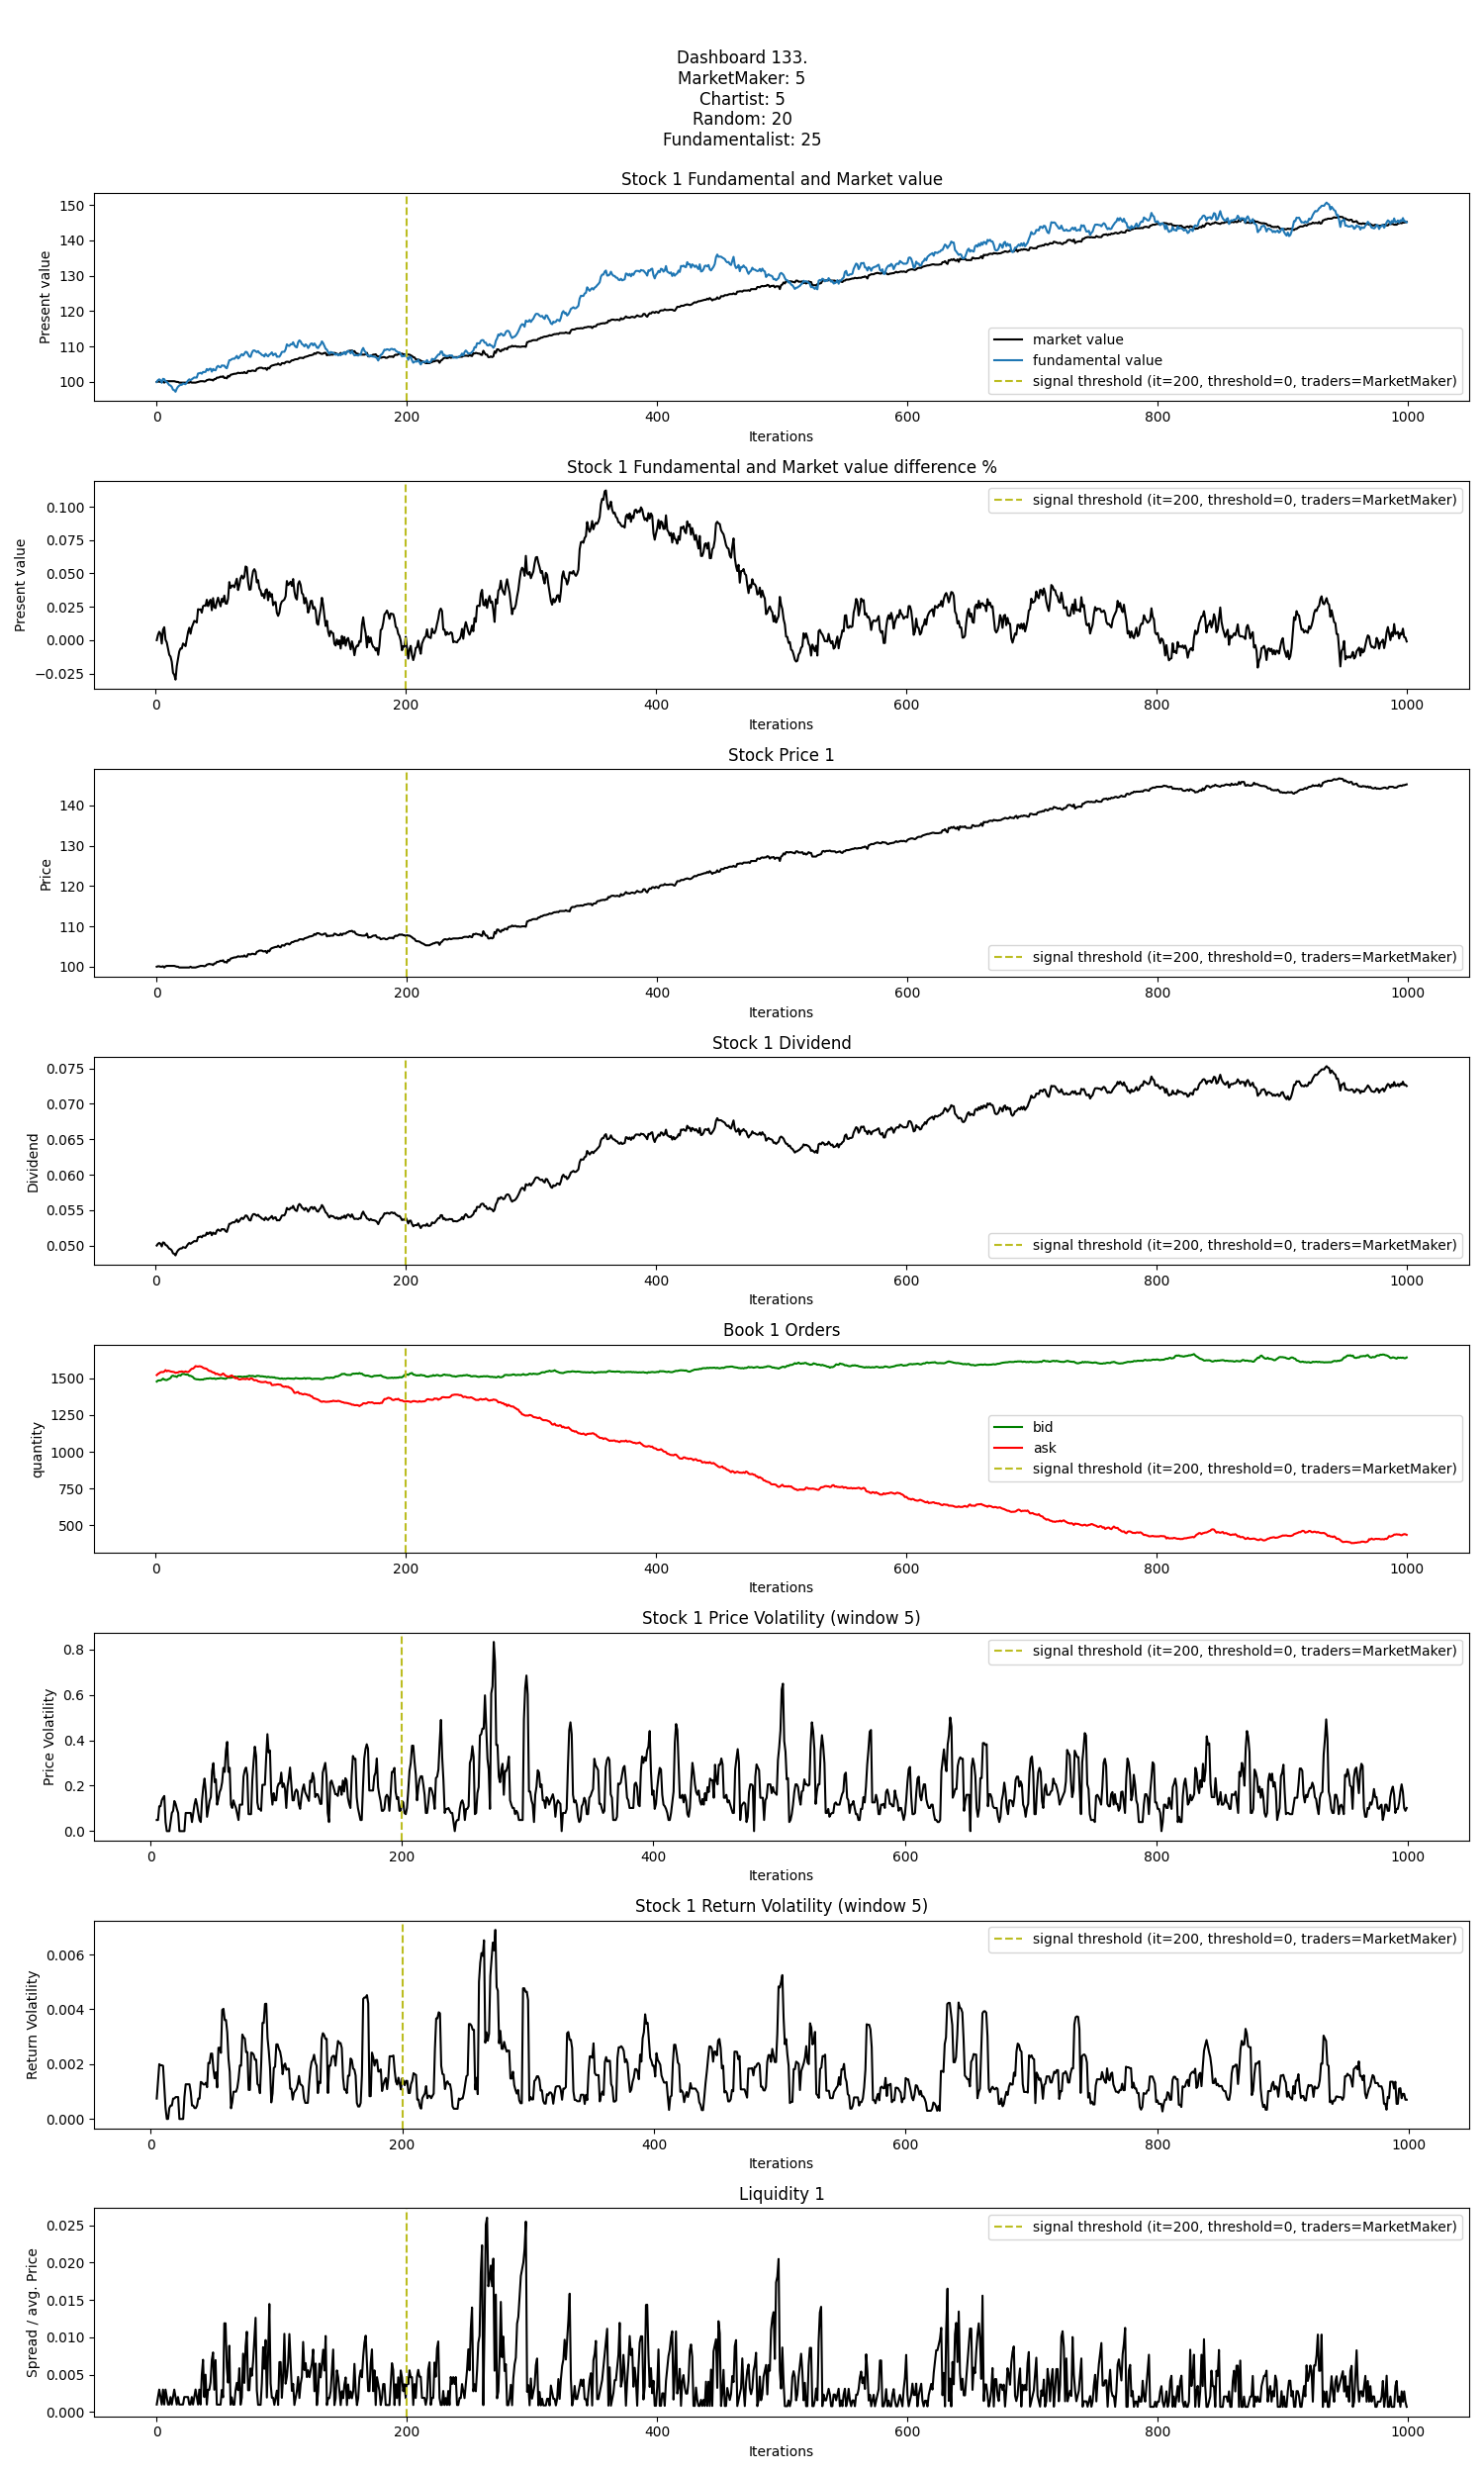 Dashboard 133.
MarketMaker: 5
Chartist: 5
Random: 20
Fundamentalist: 25
Stock 1 Fundamental and Market value
Present value
150
140
130
120
110
100
market value
fundamental value
signal threshold (it=200, threshold=0, traders=MarketMaker)
0 200 400 600 800 1000
Iterations
Stock 1 Fundamental and Market value difference %
Present value
0.100
0.075
0.050
0.025
0.000
−0.025
signal threshold (it=200, threshold=0, traders=MarketMaker)
0 200 400 600 800 1000
Iterations
Stock Price 1
Price
140
130
120
110
100
signal threshold (it=200, threshold=0, traders=MarketMaker)
0 200 400 600 800 1000
Iterations
Stock 1 Dividend
Dividend
0.075
0.070
0.065
0.060
0.055
0.050
signal threshold (it=200, threshold=0, traders=MarketMaker)
0 200 400 600 800 1000
Iterations
Book 1 Orders
quantity
1500
1250
1000
750
500
bid
ask
signal threshold (it=200, threshold=0, traders=MarketMaker)
0 200 400 600 800 1000
Iterations
Stock 1 Price Volatility (window 5)
Price Volatility
0.8
0.6
0.4
0.2
0.0
signal threshold (it=200, threshold=0, traders=MarketMaker)
0 200 400 600 800 1000
Iterations
Stock 1 Return Volatility (window 5)
Return Volatility
0.006
0.004
0.002
0.000
signal threshold (it=200, threshold=0, traders=MarketMaker)
0 200 400 600 800 1000
Iterations
Liquidity 1
Spread / avg. Price
0.025
0.020
0.015
0.010
0.005
0.000
signal threshold (it=200, threshold=0, traders=MarketMaker)
0 200 400 600 800 1000
Iterations